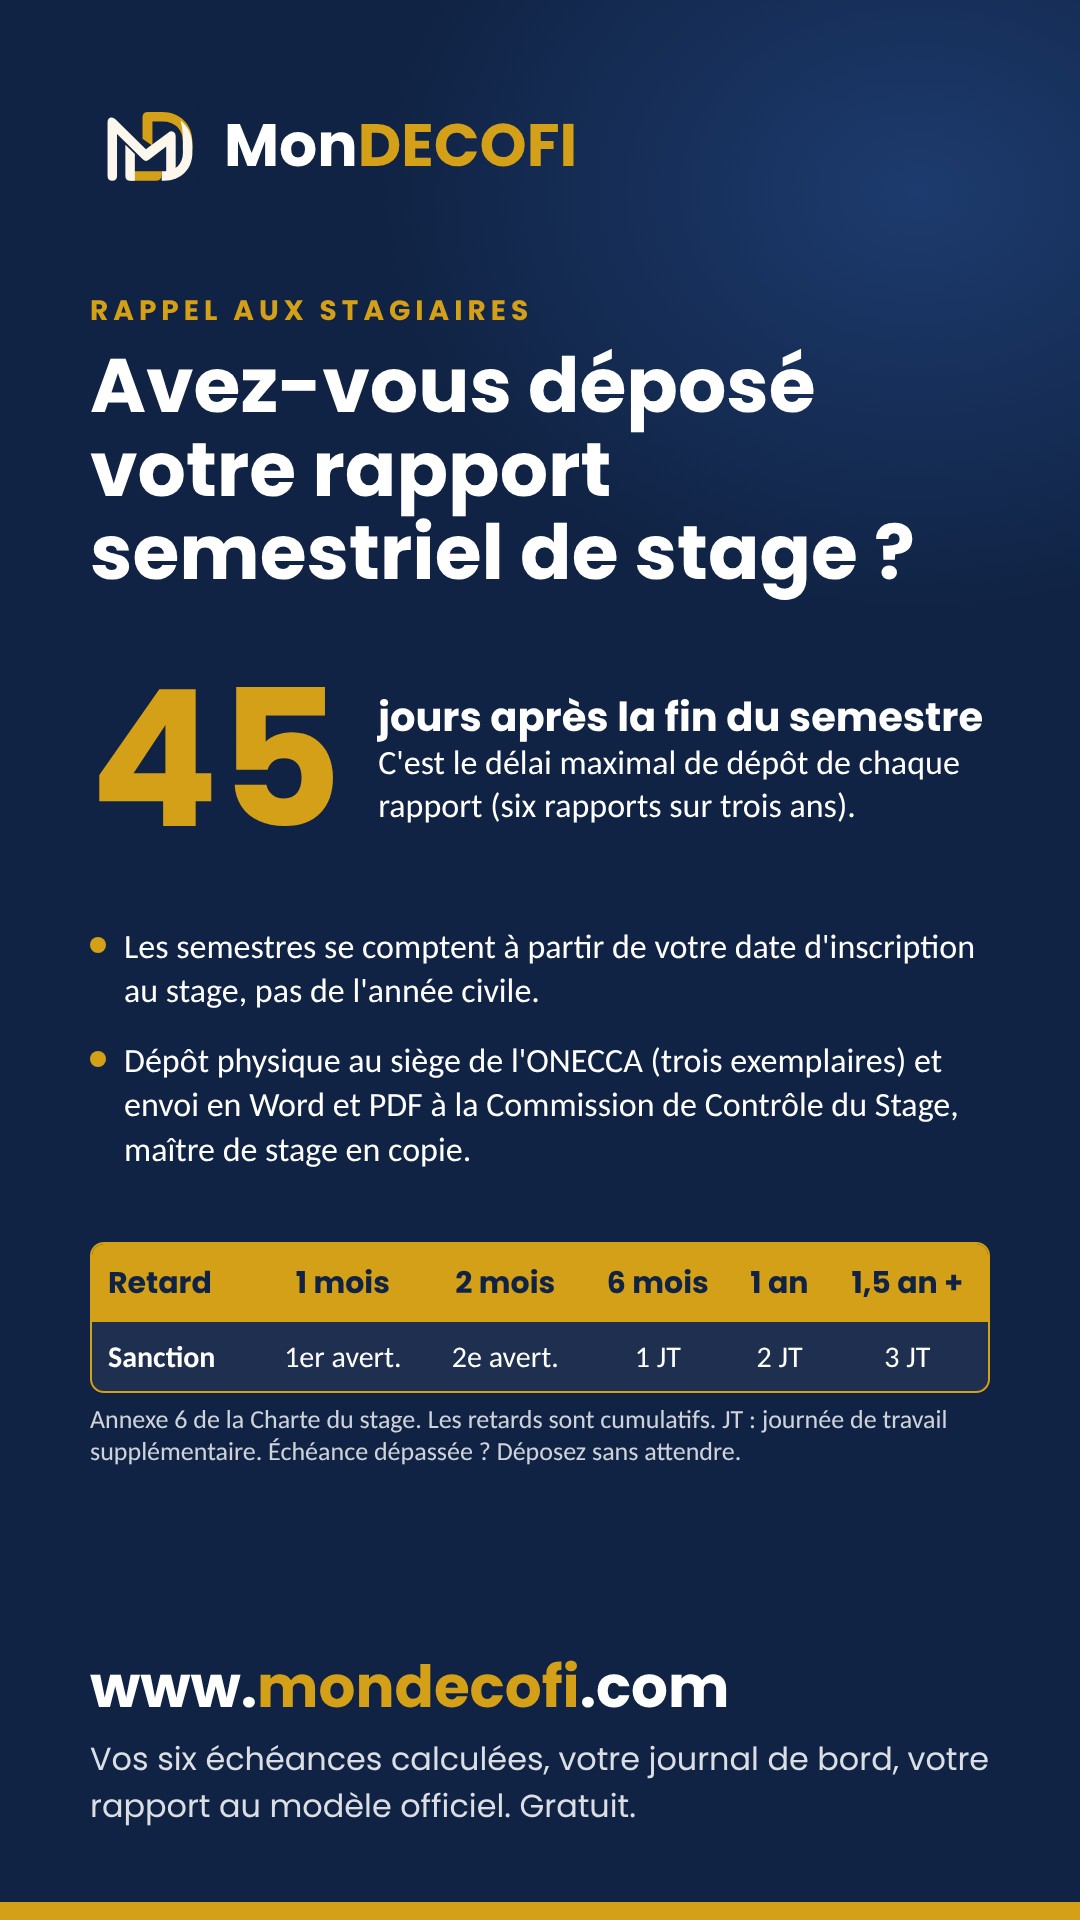 MonDECOFI
RAPPEL AUX STAGIAIRES
Avez-vous déposé
votre rapport
semestriel de stage ?
45
jours après la fin du semestre
C'est le délai maximal de dépôt de chaque
rapport (six rapports sur trois ans).
Les semestres se comptent à partir de votre date d'inscription
au stage, pas de l'année civile.
Dépôt physique au siège de l'ONECCA (trois exemplaires) et
envoi en Word et PDF à la Commission de Contrôle du Stage,
maître de stage en copie.
Retard 1 mois 2 mois 6 mois 1 an 1,5 an +
Sanction 1er avert. 2e avert. 1 JT 2 JT 3 JT
Annexe 6 de la Charte du stage. Les retards sont cumulatifs. JT : journée de travail
supplémentaire. Échéance dépassée ? Déposez sans attendre.
www.mondecofi.com
Vos six échéances calculées, votre journal de bord, votre
rapport au modèle officiel. Gratuit.